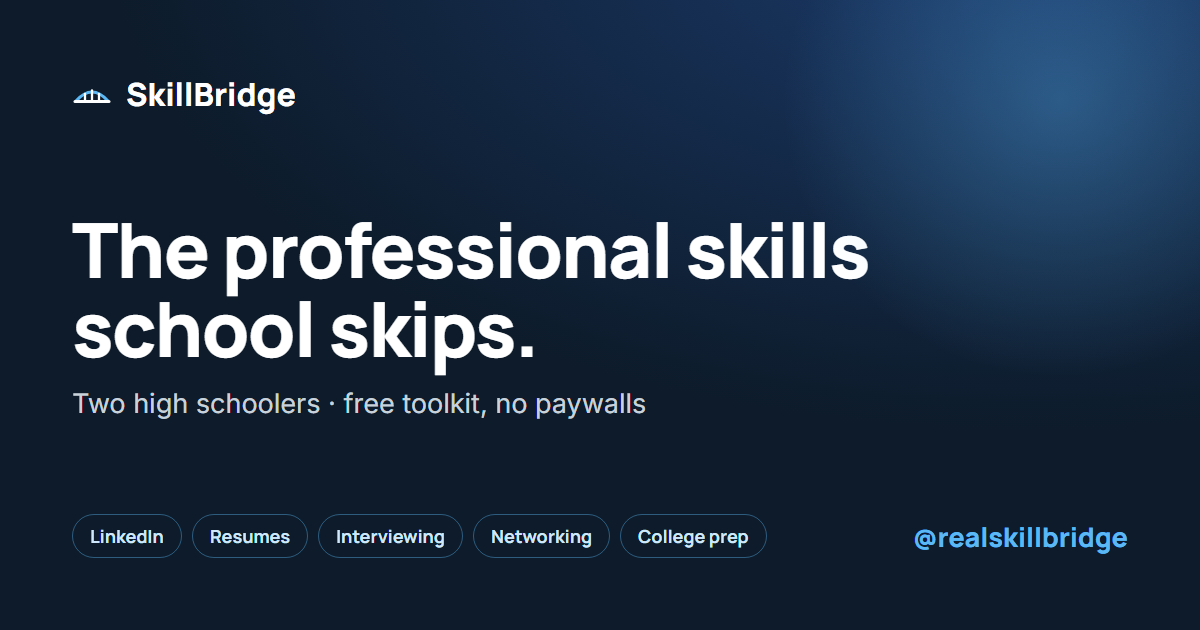 SkillBridge
The professional skills
school skips.
Two high schoolers · free toolkit, no paywalls
LinkedIn
Resumes
Interviewing
Networking
College prep
@realskillbridge